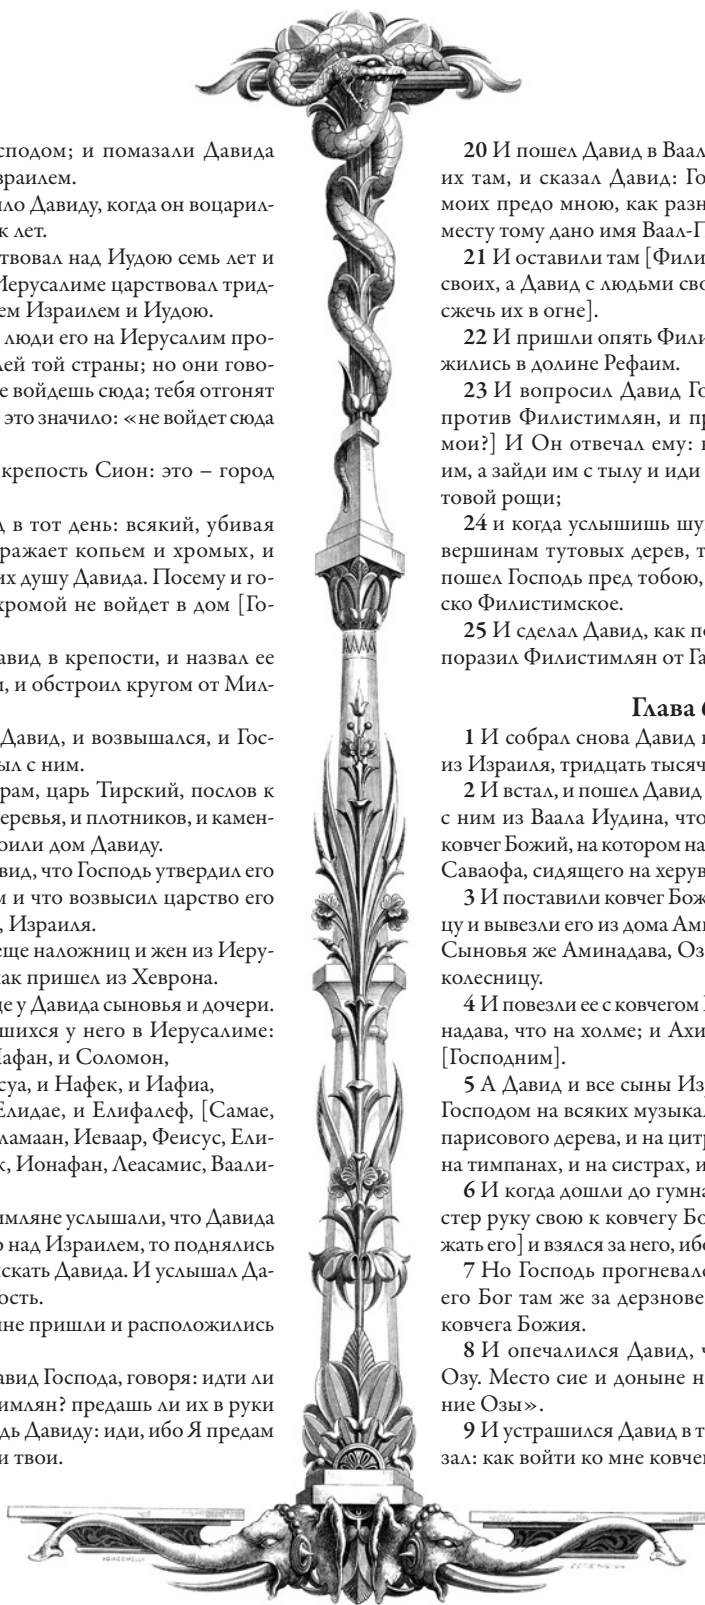 сподом; и помазали Давида
зраилем.
ло Давиду, когда он воцарил-
к лет.
твовал над Иудою семь лет и
Иерусалиме царствовал трид-
ем Израилем и Иудою.
люди его на Иерусалим про-
лей той страны; но они гово-
е войдешь сюда; тебя отгонят
это значило: «не войдет сюда
крепость Сион: это – город
д в тот день: всякий, убивая
ражает копьем и хромых, и
их душу Давида. Посему и го-
хромой не войдет в дом [Го-
авид в крепости, и назвал ее
и, и обстроил кругом от Мил-
Давид, и возвышался, и Гос-
ыл с ним.
рам, царь Тирский, послов к
еревья, и плотников, и камен-
оили дом Давиду.
вид, что Господь утвердил его
м и что возвысил царство его
, Израиля.
еще наложниц и жен из Иеру-
ак пришел из Хеврона.
це у Давида сыновья и дочери.
шихся у него в Иерусалиме:
Нафан, и Соломон,
суа, и Нафек, и Иафиа,
Елидае, и Елифалеф, [Самае,
ламаан, Иеваар, Феисус, Ели-
к, Ионафан, Леасамис, Ваали-
имляне услышали, что Давида
о над Израилем, то поднялись
искать Давида. И услышал Да-
ость.
не пришли и расположились
авид Господа, говоря: идти ли
имлян? предашь ли их в руки
дь Давиду: иди, ибо Я предам
и твои.
20 И пошел Давид в Ваал
их там, и сказал Давид: Го
моих предо мною, как разн
месту тому дано имя Ваал-П
21 И оставили там [Фили
своих, а Давид с людьми сво
сжечь их в огне].
22 И пришли опять Фили
жились в долине Рефаим.
23 И вопросил Давид Го
против Филистимлян, и пр
мои?] И Он отвечал ему: н
им, а зайди им с тылу и иди
товой рощи;
24 и когда услышишь шу
вершинам тутовых дерев, т
пошел Господь пред тобою,
ско Филистимское.
25 И сделал Давид, как по
поразил Филистимлян от Га
Глава 6
1 И собрал снова Давид в
из Израиля, тридцать тысяч
2 И встал, и пошел Давид
с ним из Ваала Иудина, что
ковчег Божий, на котором на
Саваофа, сидящего на херув
3 И поставили ковчег Бож
цу и вывезли его из дома Ами
Сыновья же Аминадава, Оз
колесницу.
4 И повезли ее с ковчегом
надава, что на холме; и Ахи
[Господним].
5 А Давид и все сыны Изр
Господом на всяких музыкал
парисового дерева, и на цитр
на тимпанах, и на систрах, и
6 И когда дошли до гумна
стер руку свою к ковчегу Бо
жать его] и взялся за него, ибо
7 Но Господь прогневалс
его Бог там же за дерзнове
ковчега Божия.
8 И опечалился Давид, ч
Озу. Место сие и доныне н
ние Озы».
9 И устрашился Давид в т
зал: как войти ко мне ковчег